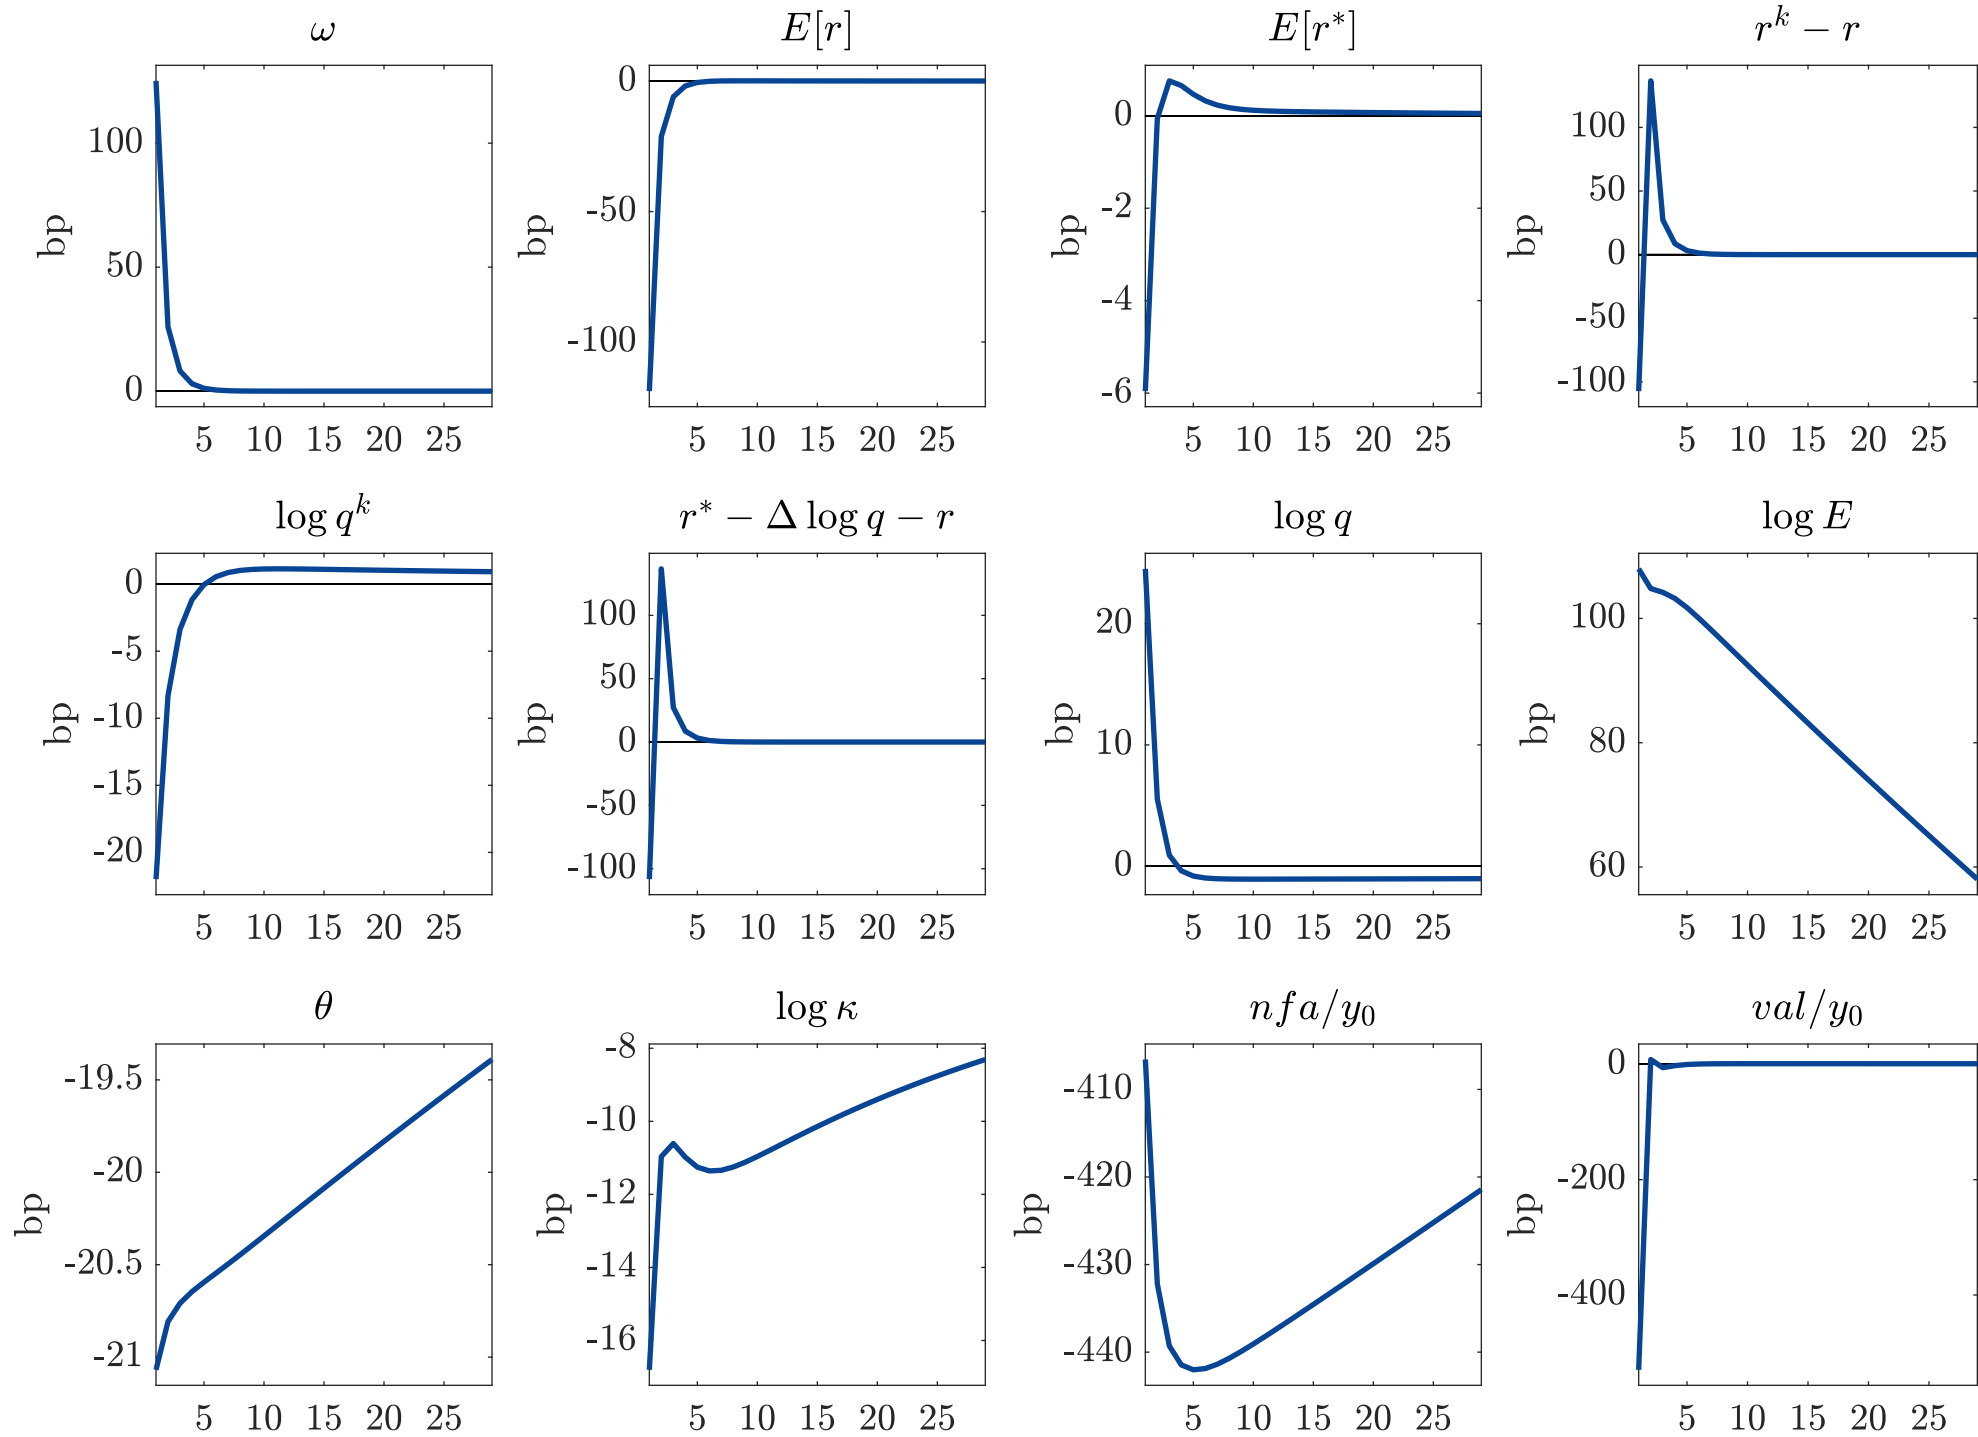 ω E[r] E[r*] r^k − r
bp 100 50 0
5 10 15 20 25
bp 0 -50 -100
5 10 15 20 25
bp 0 -2 -4 -6
5 10 15 20 25
bp 100 50 0 -50 -100
5 10 15 20 25
log q^k r* − Δ log q − r log q log E
bp 0 -5 -10 -15 -20
5 10 15 20 25
bp 100 50 0 -50 -100
5 10 15 20 25
bp 20 10 0
5 10 15 20 25
bp 100 80 60
5 10 15 20 25
θ log κ nfa/y₀ val/y₀
bp -19.5 -20 -20.5 -21
5 10 15 20 25
bp -8 -10 -12 -14 -16
5 10 15 20 25
bp -410 -420 -430 -440
5 10 15 20 25
bp 0 -200 -400
5 10 15 20 25